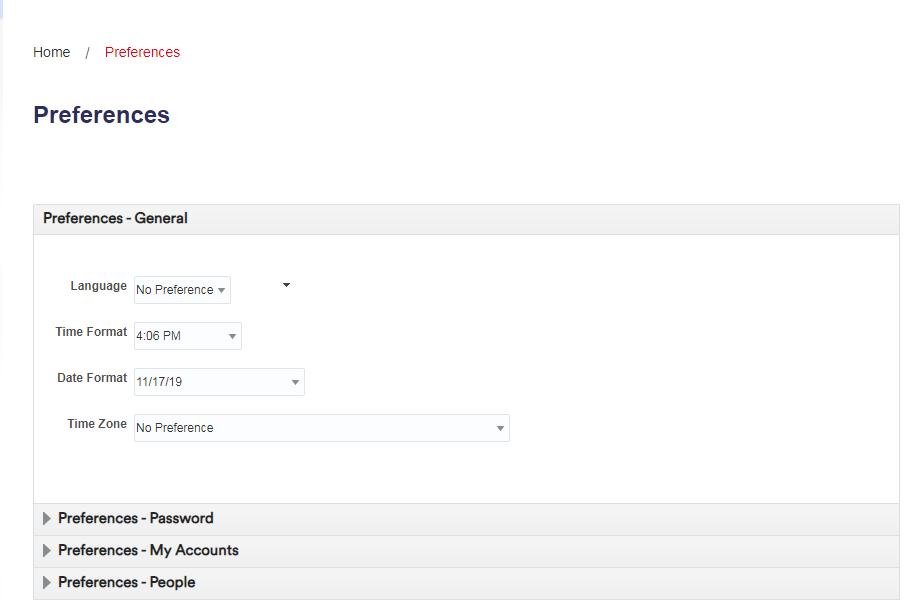 Home / Preferences
Preferences
Preferences - General
Language No Preference
Time Format 4:06 PM
Date Format 11/17/19
Time Zone No Preference
Preferences - Password
Preferences - My Accounts
Preferences - People